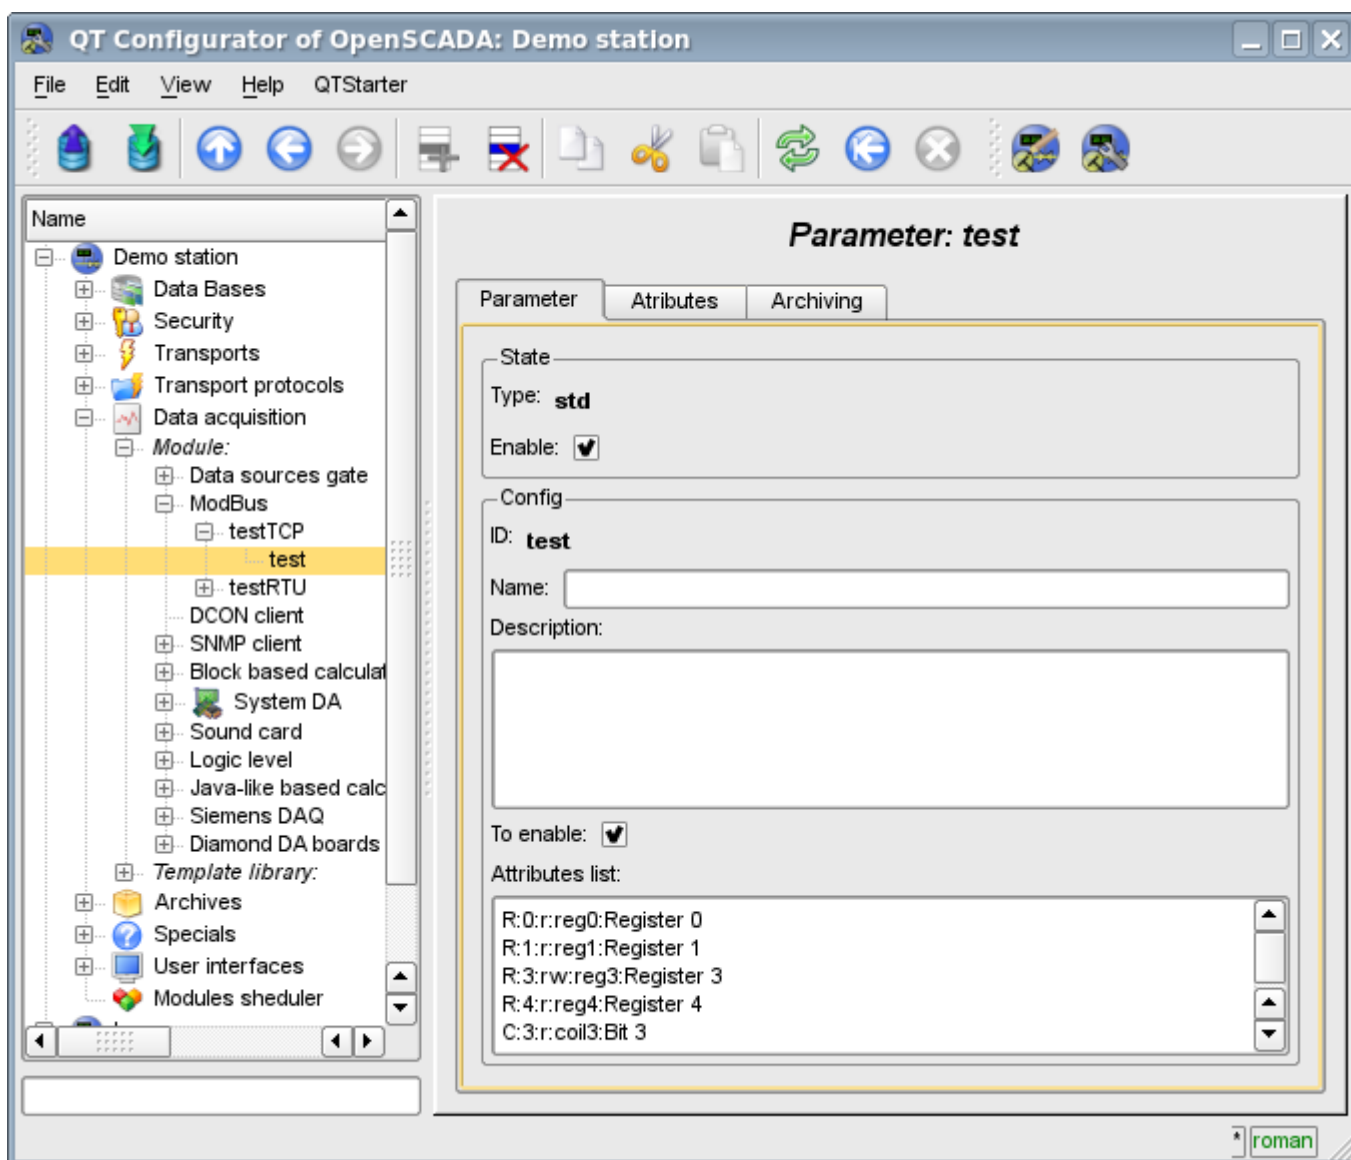 QT Configurator of OpenSCADA: Demo station
File Edit View Help QTStarter
Name
Demo station
Data Bases
Security
Transports
Transport protocols
Data acquisition
Module:
Data sources gate
ModBus
testTCP
test
testRTU
DCON client
SNMP client
Block based calculat
System DA
Sound card
Logic level
Java-like based calc
Siemens DAQ
Diamond DA boards
Template library:
Archives
Specials
User interfaces
Modules sheduler
Parameter: test
Parameter Atributes Archiving
State
Type: std
Enable:
Config
ID: test
Name:
Description:
To enable:
Attributes list:
R:0:r:reg0:Register 0
R:1:r:reg1:Register 1
R:3:rw:reg3:Register 3
R:4:r:reg4:Register 4
C:3:r:coil3:Bit 3
* roman